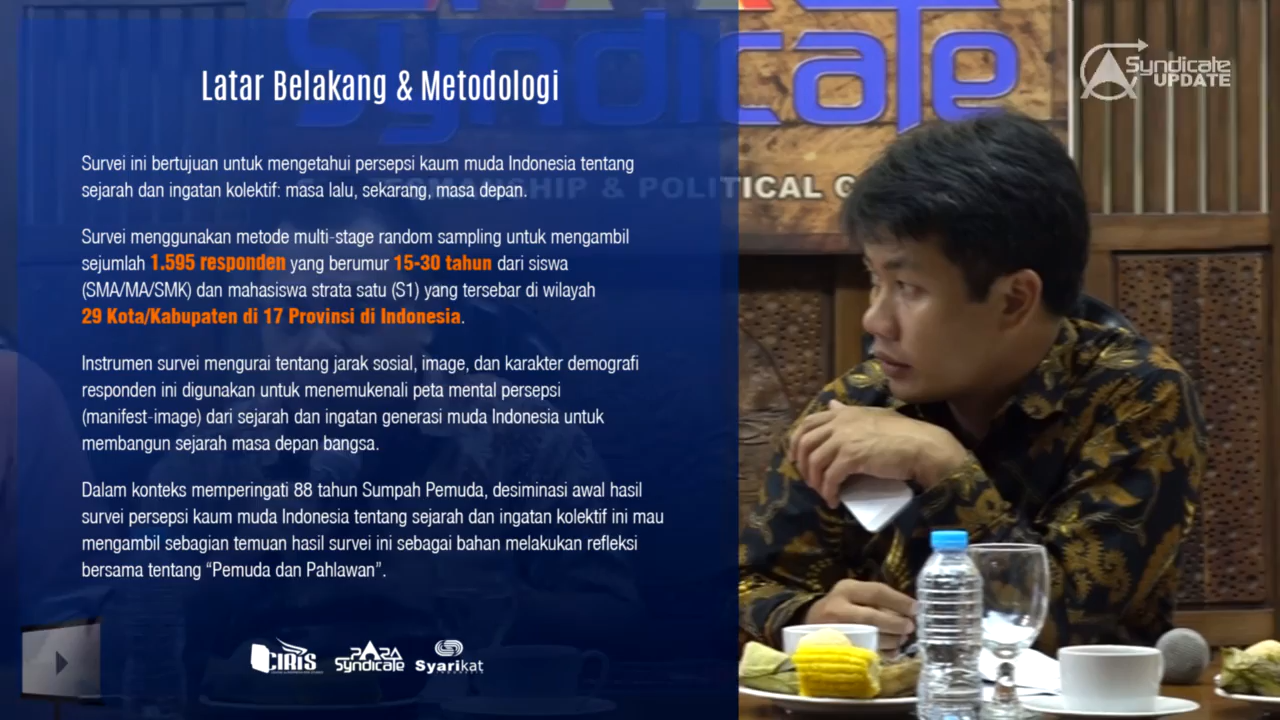 Syndicate
Syndicate
UPDATE
Latar Belakang & Metodologi
Survei ini bertujuan untuk mengetahui persepsi kaum muda Indonesia tentang
sejarah dan ingatan kolektif: masa lalu, sekarang, masa depan.
& POLITICAL
Survei menggunakan metode multi-stage random sampling untuk mengambil
sejumlah 1.595 responden yang berumur 15-30 tahun dari siswa
(SMA/MA/SMK) dan mahasiswa strata satu (S1) yang tersebar di wilayah
29 Kota/Kabupaten di 17 Provinsi di Indonesia.
Instrumen survei mengurai tentang jarak sosial, image, dan karakter demografi
responden ini digunakan untuk menemukenali peta mental persepsi
(manifest-image) dari sejarah dan ingatan generasi muda Indonesia untuk
membangun sejarah masa depan bangsa.
Dalam konteks memperingati 88 tahun Sumpah Pemuda, desiminasi awal hasil
survei persepsi kaum muda Indonesia tentang sejarah dan ingatan kolektif ini mau
mengambil sebagian temuan hasil survei ini sebagai bahan melakukan refleksi
bersama tentang “Pemuda dan Pahlawan”.
CIRIS
PARA
Syndicate
Syarikat